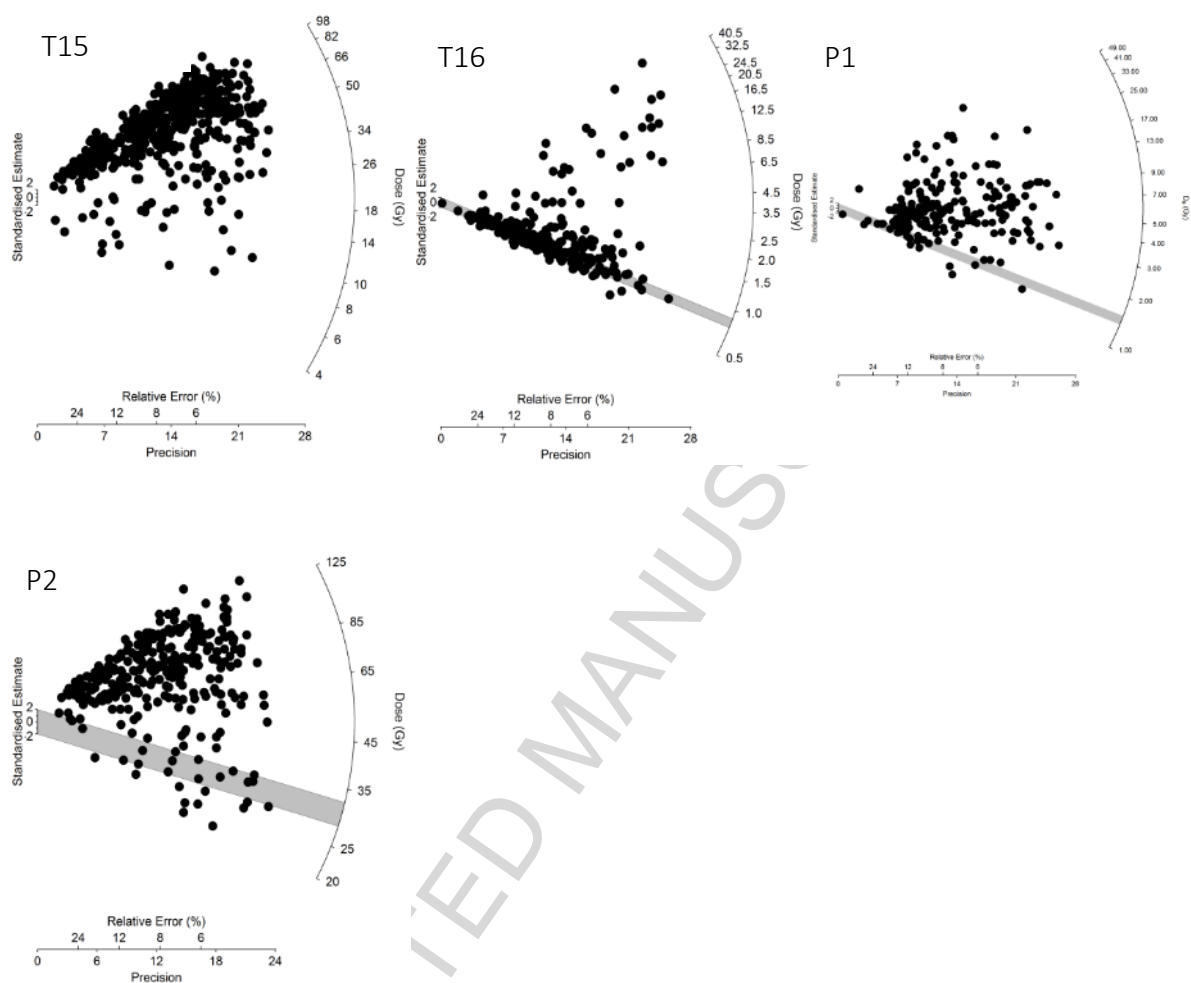 T15
98
82
66
50
34
26
18
14
10
8
6
4
Dose (Gy)
Standardised Estimate
2
0
-2
Relative Error (%)
24 12 8 6
0 7 14 21 28
Precision
T16
40.5
32.5
24.5
20.5
16.5
12.5
8.5
6.5
4.5
3.5
2.5
2.0
1.5
1.0
0.5
Dose (Gy)
Standardised Estimate
2
0
-2
Relative Error (%)
24 12 8 6
0 7 14 21 28
Precision
P1
49.00
41.00
33.00
25.00
17.00
13.00
9.00
7.00
5.00
4.00
3.00
2.00
1.00
Standardised Estimate
2
0
-2
Relative Error (%)
24 12 8 6
0 7 14 21 28
Precision
P2
125
85
65
45
35
25
20
Dose (Gy)
Standardised Estimate
2
0
-2
Relative Error (%)
24 12 8 6
0 6 12 18 24
Precision
TED MANUS